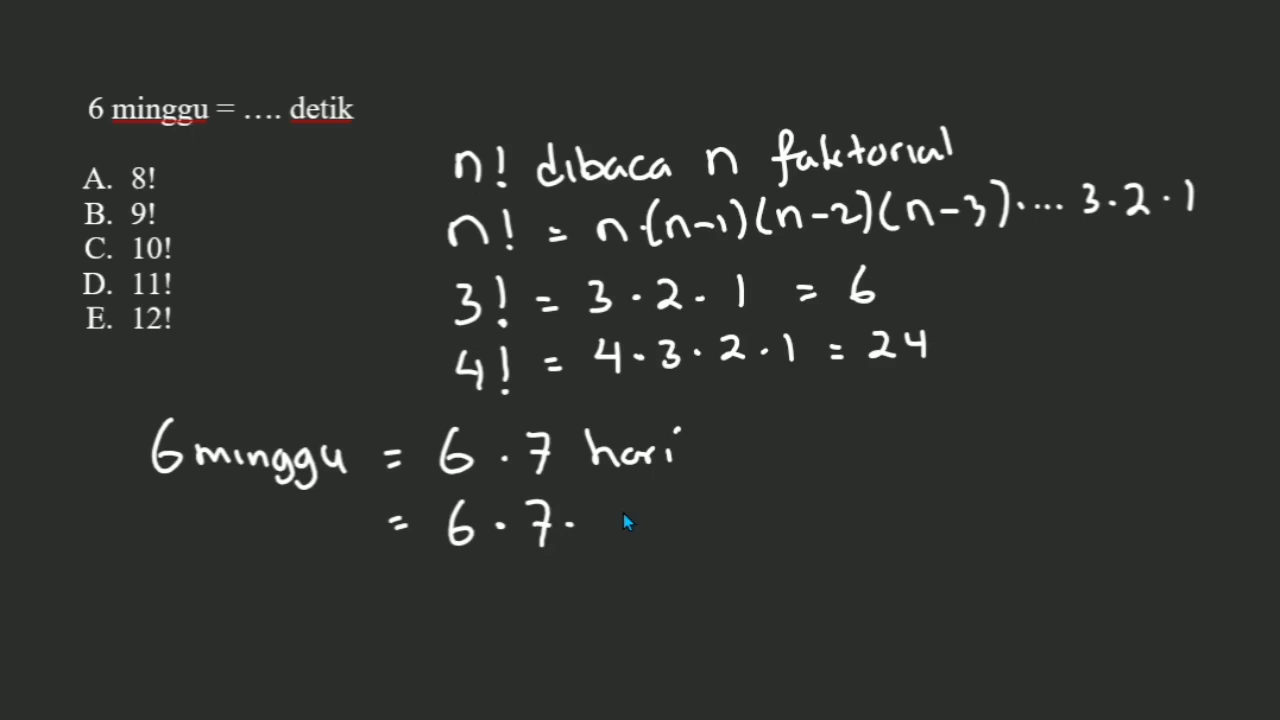 6 minggu = …. detik
A. 8!
B. 9!
C. 10!
D. 11!
E. 12!
n! dibaca n faktorial
n! = n·(n-1)(n-2)(n-3)·... 3·2·1
3! = 3·2·1 = 6
4! = 4·3·2·1 = 24
6 minggu = 6·7 hari
= 6·7·